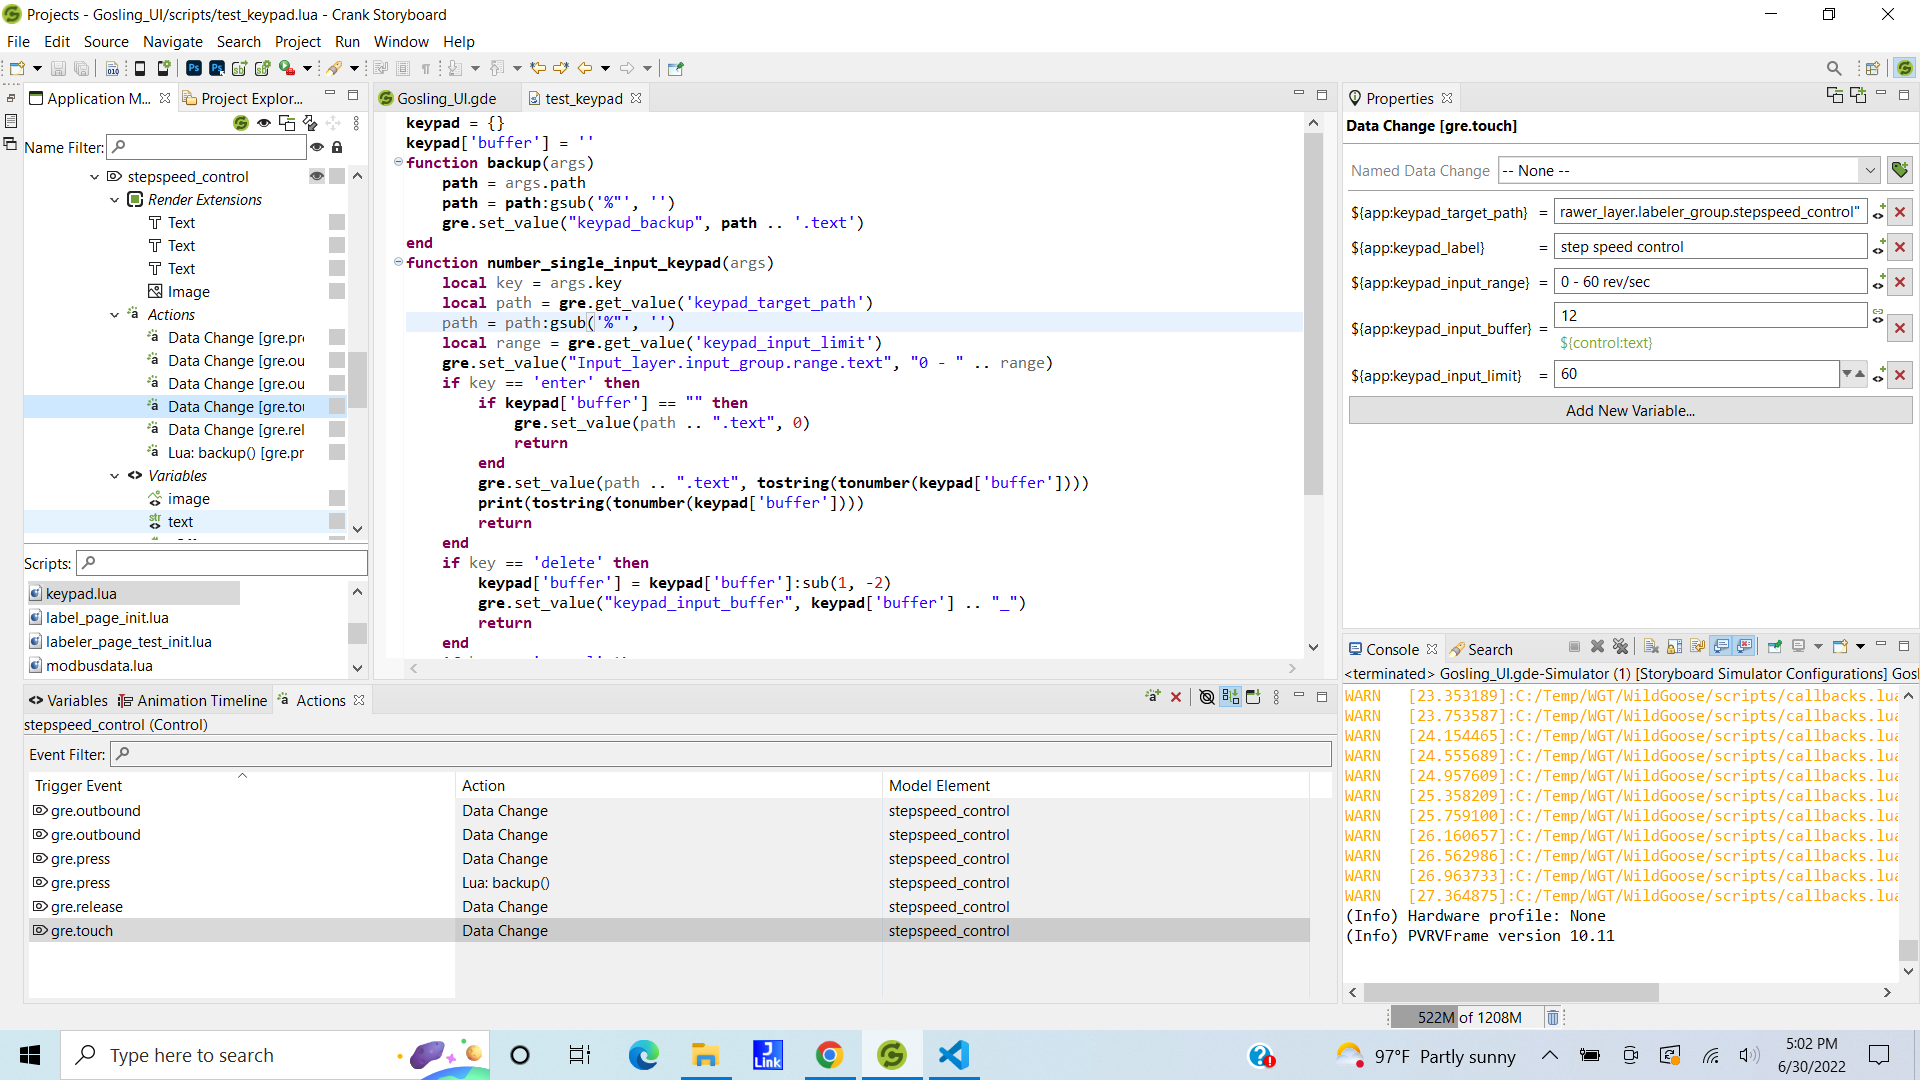 Projects - Gosling_UI/scripts/test_keypad.lua - Crank Storyboard
File Edit Source Navigate Search Project Run Window Help
Application M...
Project Explor...
Name Filter:
stepspeed_control
Render Extensions
Text
Text
Text
Image
Actions
Data Change [gre.pre
Data Change [gre.ou
Data Change [gre.ou
Data Change [gre.tou
Data Change [gre.rel
Lua: backup() [gre.pr
Variables
image
text
Scripts:
keypad.lua
label_page_init.lua
labeler_page_test_init.lua
modbusdata.lua
Gosling_UI.gde
test_keypad
keypad = {}
keypad['buffer'] = ''
function backup(args)
path = args.path
path = path:gsub('%"', '')
gre.set_value("keypad_backup", path .. '.text')
end
function number_single_input_keypad(args)
local key = args.key
local path = gre.get_value('keypad_target_path')
path = path:gsub('%"', '')
local range = gre.get_value('keypad_input_limit')
gre.set_value("Input_layer.input_group.range.text", "0 - " .. range)
if key == 'enter' then
if keypad['buffer'] == "" then
gre.set_value(path .. ".text", 0)
return
end
gre.set_value(path .. ".text", tostring(tonumber(keypad['buffer'])))
print(tostring(tonumber(keypad['buffer'])))
return
end
if key == 'delete' then
keypad['buffer'] = keypad['buffer']:sub(1, -2)
gre.set_value("keypad_input_buffer", keypad['buffer'] .. "_")
return
end
Properties
Data Change [gre.touch]
Named Data Change -- None --
${app:keypad_target_path} = rawer_layer.labeler_group.stepspeed_control"
${app:keypad_label} = step speed control
${app:keypad_input_range} = 0 - 60 rev/sec
${app:keypad_input_buffer} = 12
${control:text}
${app:keypad_input_limit} = 60
Add New Variable...
Variables Animation Timeline Actions
stepspeed_control (Control)
Event Filter:
Trigger Event Action Model Element
gre.outbound Data Change stepspeed_control
gre.outbound Data Change stepspeed_control
gre.press Data Change stepspeed_control
gre.press Lua: backup() stepspeed_control
gre.release Data Change stepspeed_control
gre.touch Data Change stepspeed_control
Console Search
<terminated> Gosling_UI.gde-Simulator (1) [Storyboard Simulator Configurations] Gosl
WARN [23.353189]:C:/Temp/WGT/WildGoose/scripts/callbacks.lua
WARN [23.753587]:C:/Temp/WGT/WildGoose/scripts/callbacks.lua
WARN [24.154465]:C:/Temp/WGT/WildGoose/scripts/callbacks.lua
WARN [24.555689]:C:/Temp/WGT/WildGoose/scripts/callbacks.lua
WARN [24.957609]:C:/Temp/WGT/WildGoose/scripts/callbacks.lua
WARN [25.358209]:C:/Temp/WGT/WildGoose/scripts/callbacks.lua
WARN [25.759100]:C:/Temp/WGT/WildGoose/scripts/callbacks.lua
WARN [26.160657]:C:/Temp/WGT/WildGoose/scripts/callbacks.lua
WARN [26.562986]:C:/Temp/WGT/WildGoose/scripts/callbacks.lua
WARN [26.963733]:C:/Temp/WGT/WildGoose/scripts/callbacks.lua
WARN [27.364875]:C:/Temp/WGT/WildGoose/scripts/callbacks.lua
(Info) Hardware profile: None
(Info) PVRVFrame version 10.11
522M of 1208M
Type here to search
J
Link
97°F Partly sunny
5:02 PM
6/30/2022